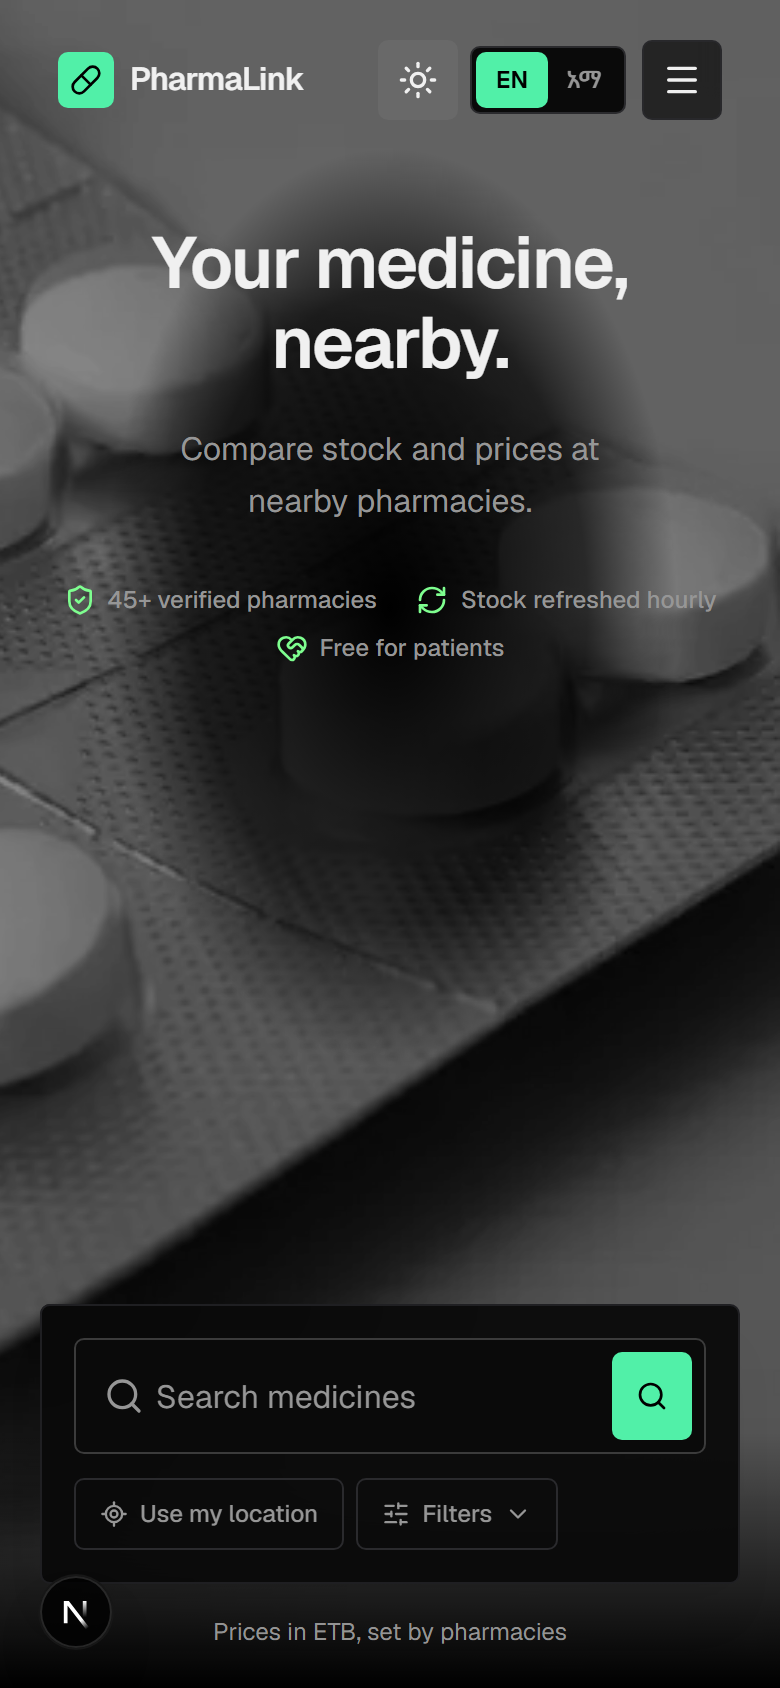 PharmaLink
EN አማ
Your medicine,
nearby.
Compare stock and prices at
nearby pharmacies.
45+ verified pharmacies Stock refreshed hourly
Free for patients
Search medicines
Use my location Filters
N
Prices in ETB, set by pharmacies